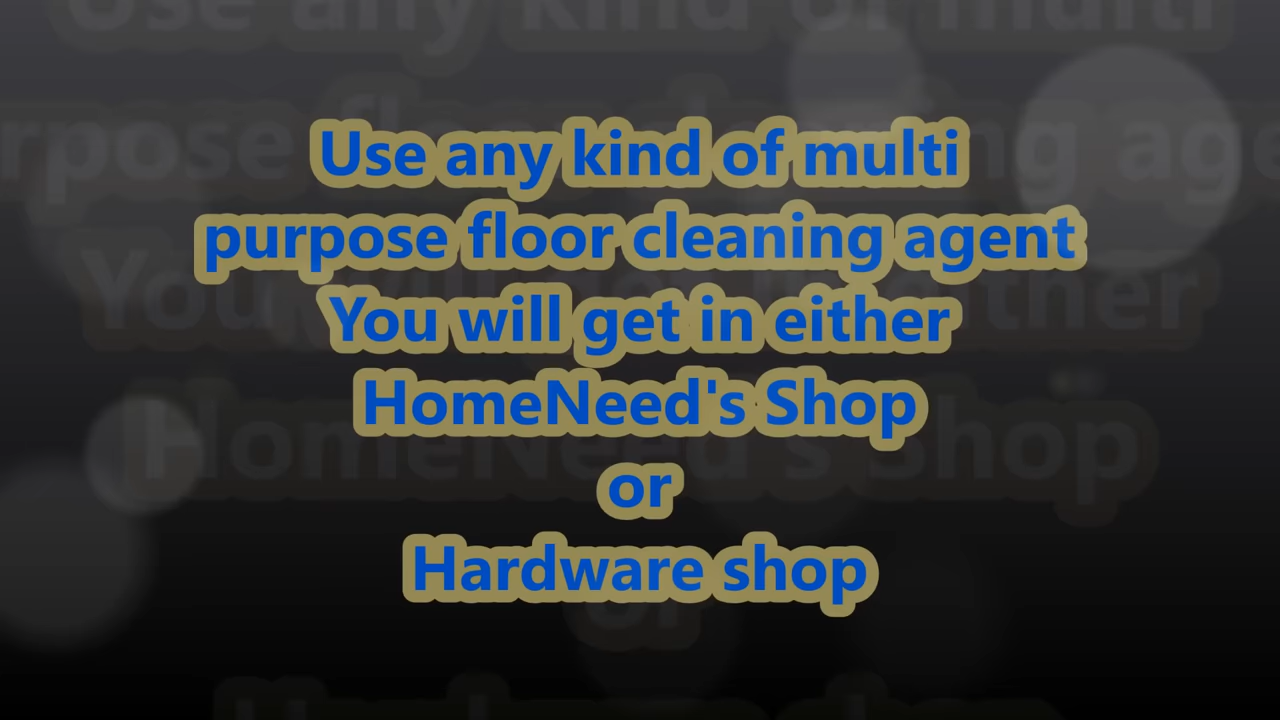 Use any kind of multi
purpose floor cleaning agent
You will get in either
HomeNeed's Shop
or
Hardware shop